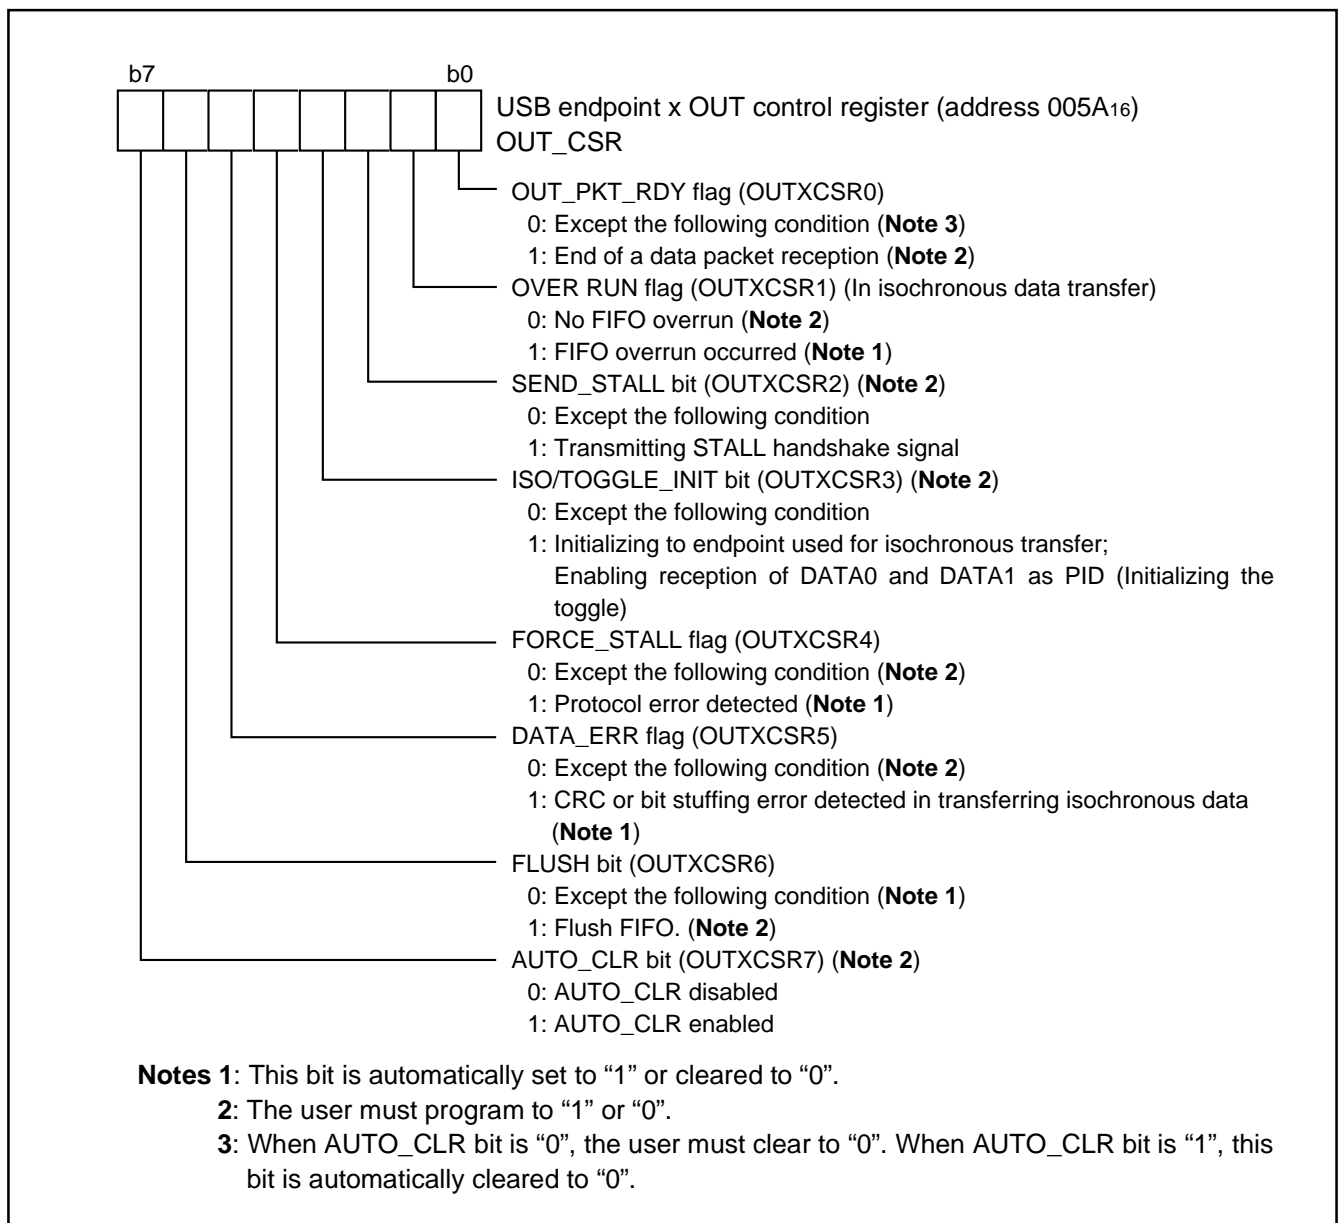 b7 b0
USB endpoint x OUT control register (address 005A16)
OUT_CSR
OUT_PKT_RDY flag (OUTXCSR0)
0: Except the following condition (Note 3)
1: End of a data packet reception (Note 2)
OVER RUN flag (OUTXCSR1) (In isochronous data transfer)
0: No FIFO overrun (Note 2)
1: FIFO overrun occurred (Note 1)
SEND_STALL bit (OUTXCSR2) (Note 2)
0: Except the following condition
1: Transmitting STALL handshake signal
ISO/TOGGLE_INIT bit (OUTXCSR3) (Note 2)
0: Except the following condition
1: Initializing to endpoint used for isochronous transfer;
Enabling reception of DATA0 and DATA1 as PID (Initializing the
toggle)
FORCE_STALL flag (OUTXCSR4)
0: Except the following condition (Note 2)
1: Protocol error detected (Note 1)
DATA_ERR flag (OUTXCSR5)
0: Except the following condition (Note 2)
1: CRC or bit stuffing error detected in transferring isochronous data
(Note 1)
FLUSH bit (OUTXCSR6)
0: Except the following condition (Note 1)
1: Flush FIFO. (Note 2)
AUTO_CLR bit (OUTXCSR7) (Note 2)
0: AUTO_CLR disabled
1: AUTO_CLR enabled
Notes 1: This bit is automatically set to “1” or cleared to “0”.
2: The user must program to “1” or “0”.
3: When AUTO_CLR bit is “0”, the user must clear to “0”. When AUTO_CLR bit is “1”, this
bit is automatically cleared to “0”.